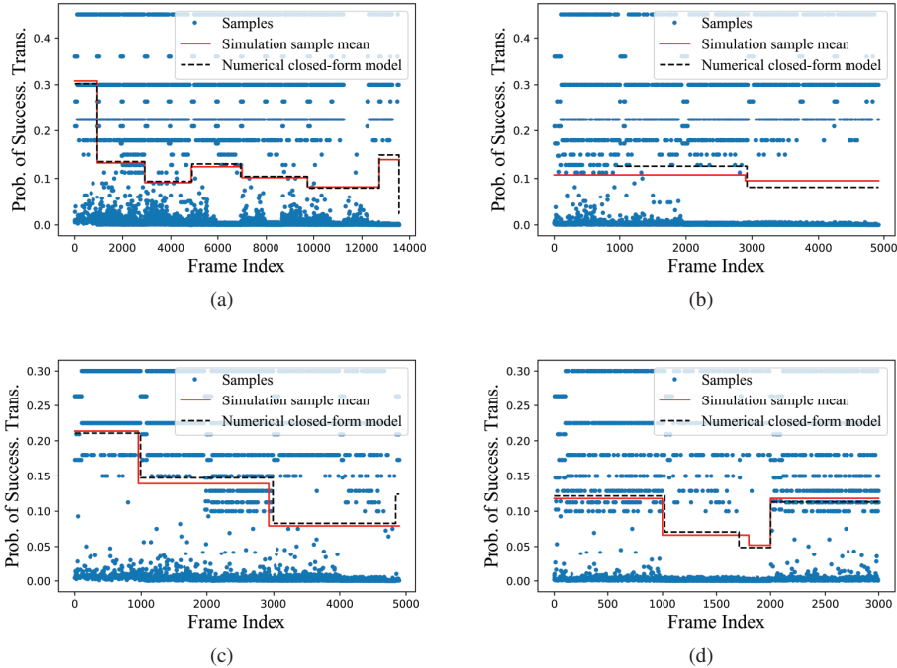 Prob. of Success. Trans.
0.4
0.3
0.2
0.1
0.0
Samples
Simulation sample mean
Numerical closed-form model
0 2000 4000 6000 8000 10000 12000 14000
Frame Index
(a)
Prob. of Success. Trans.
0.4
0.3
0.2
0.1
0.0
Samples
Simulation sample mean
Numerical closed-form model
0 1000 2000 3000 4000 5000
Frame Index
(b)
Prob. of Success. Trans.
0.30
0.25
0.20
0.15
0.10
0.05
0.00
Samples
Simulation sample mean
Numerical closed-form model
0 1000 2000 3000 4000 5000
Frame Index
(c)
Prob. of Success. Trans.
0.30
0.25
0.20
0.15
0.10
0.05
0.00
Samples
Simulation sample mean
Numerical closed-form model
0 500 1000 1500 2000 2500 3000
Frame Index
(d)